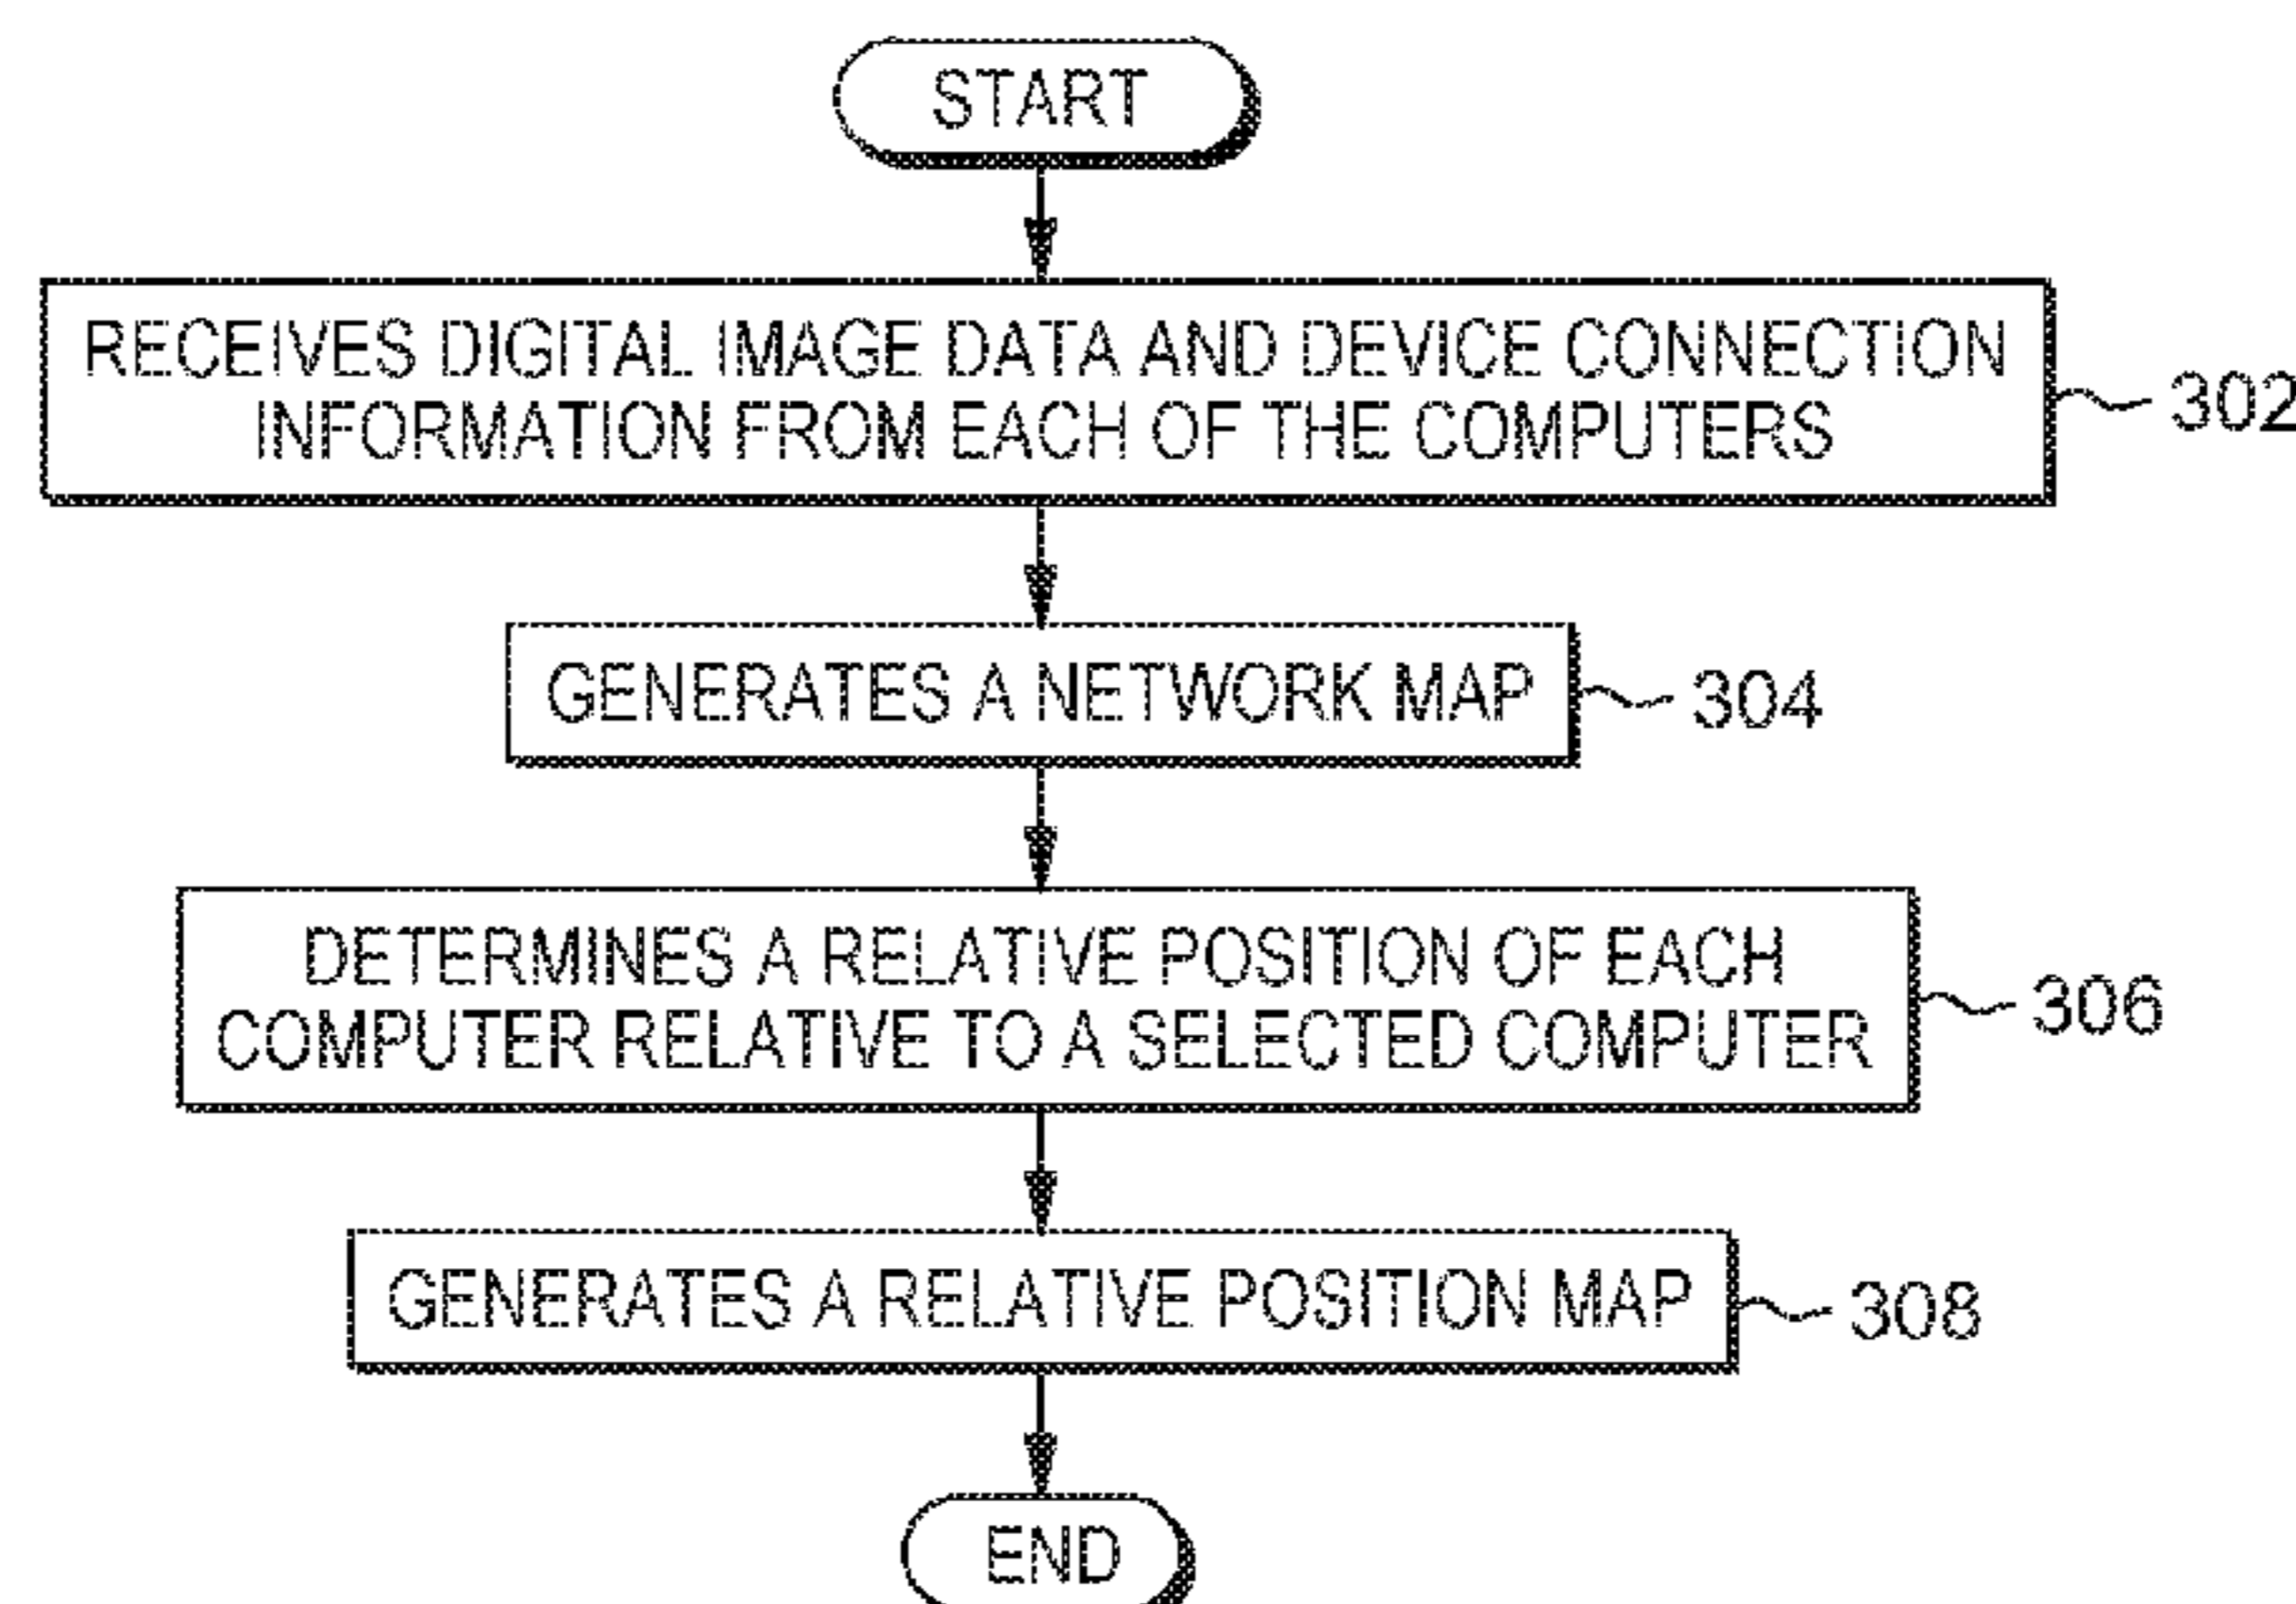 START
RECEIVES DIGITAL IMAGE DATA AND DEVICE CONNECTION
INFORMATION FROM EACH OF THE COMPUTERS
302
GENERATES A NETWORK MAP
304
DETERMINES A RELATIVE POSITION OF EACH
COMPUTER RELATIVE TO A SELECTED COMPUTER
306
GENERATES A RELATIVE POSITION MAP
308
END